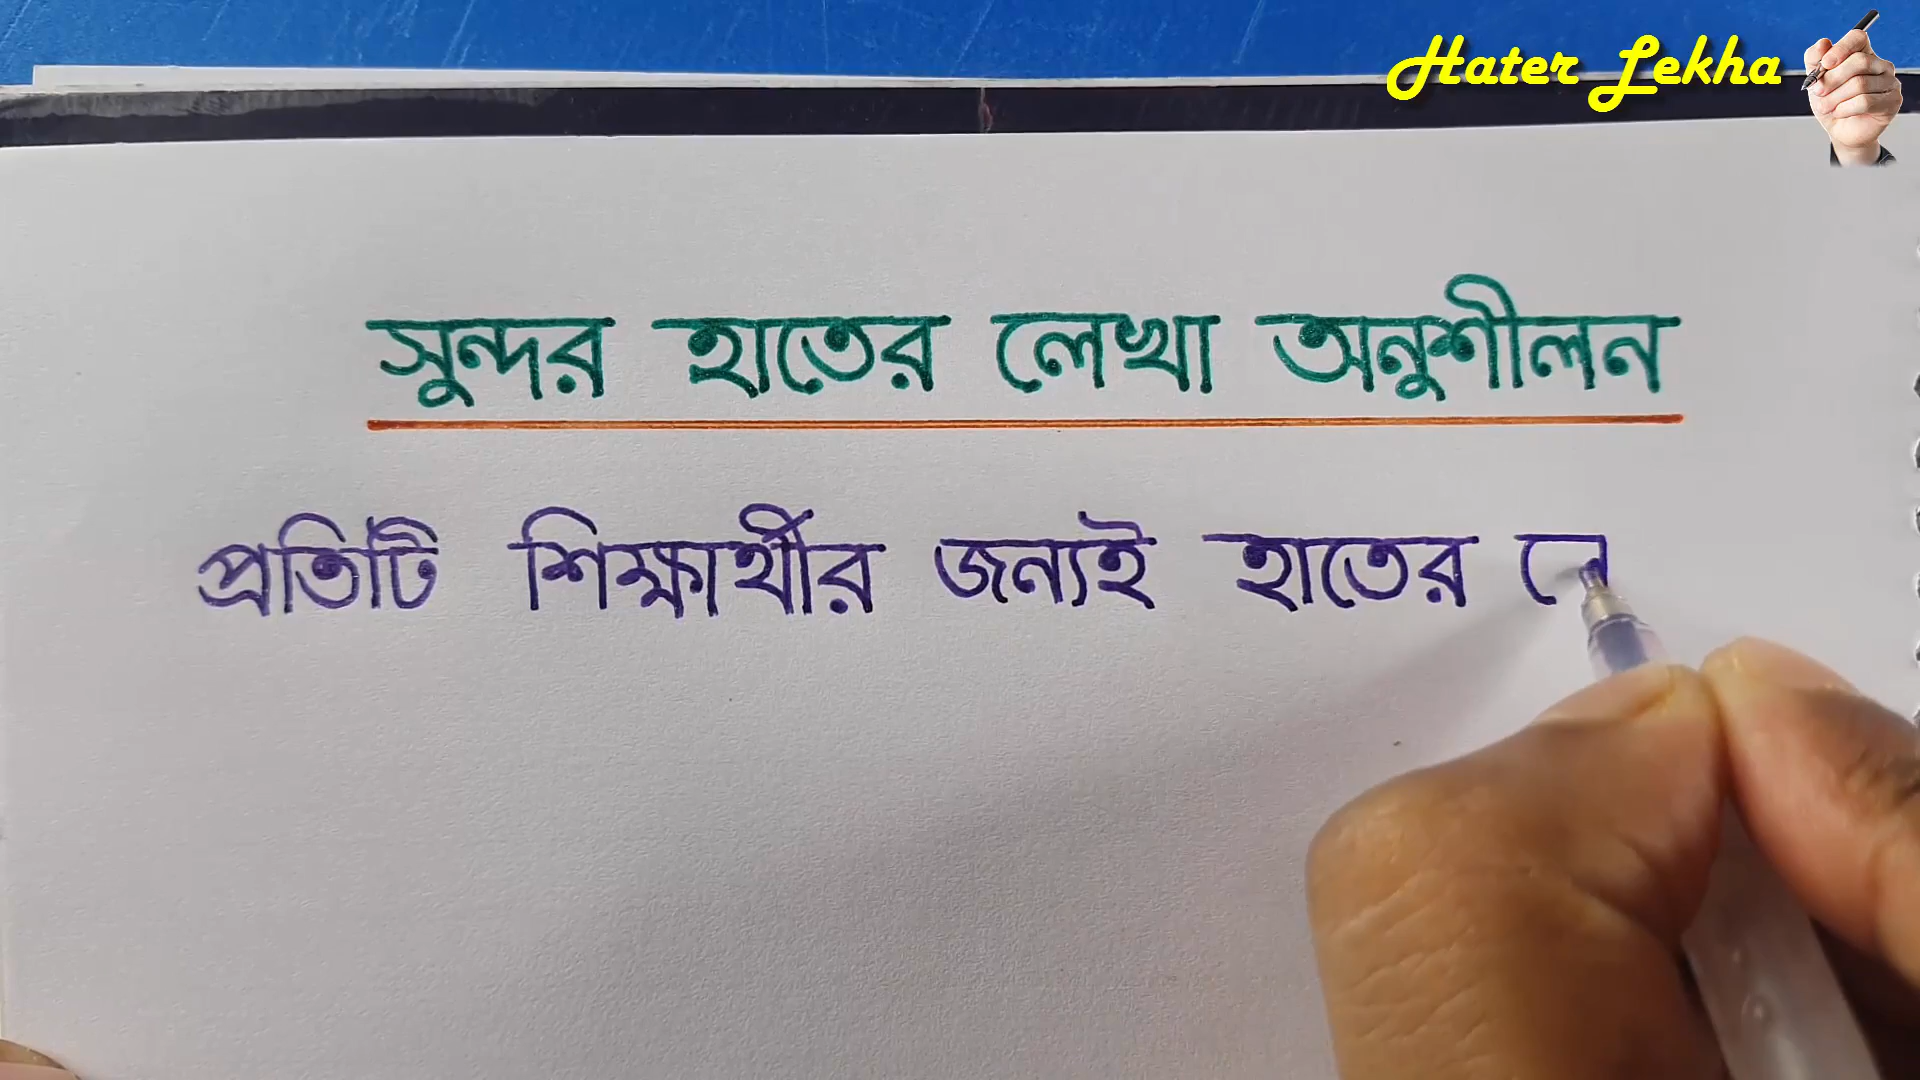 Hater Lekha
সুন্দর হাতের লেখা অনুশীলন
প্রতিটি শিক্ষার্থীর জন্যই হাতের